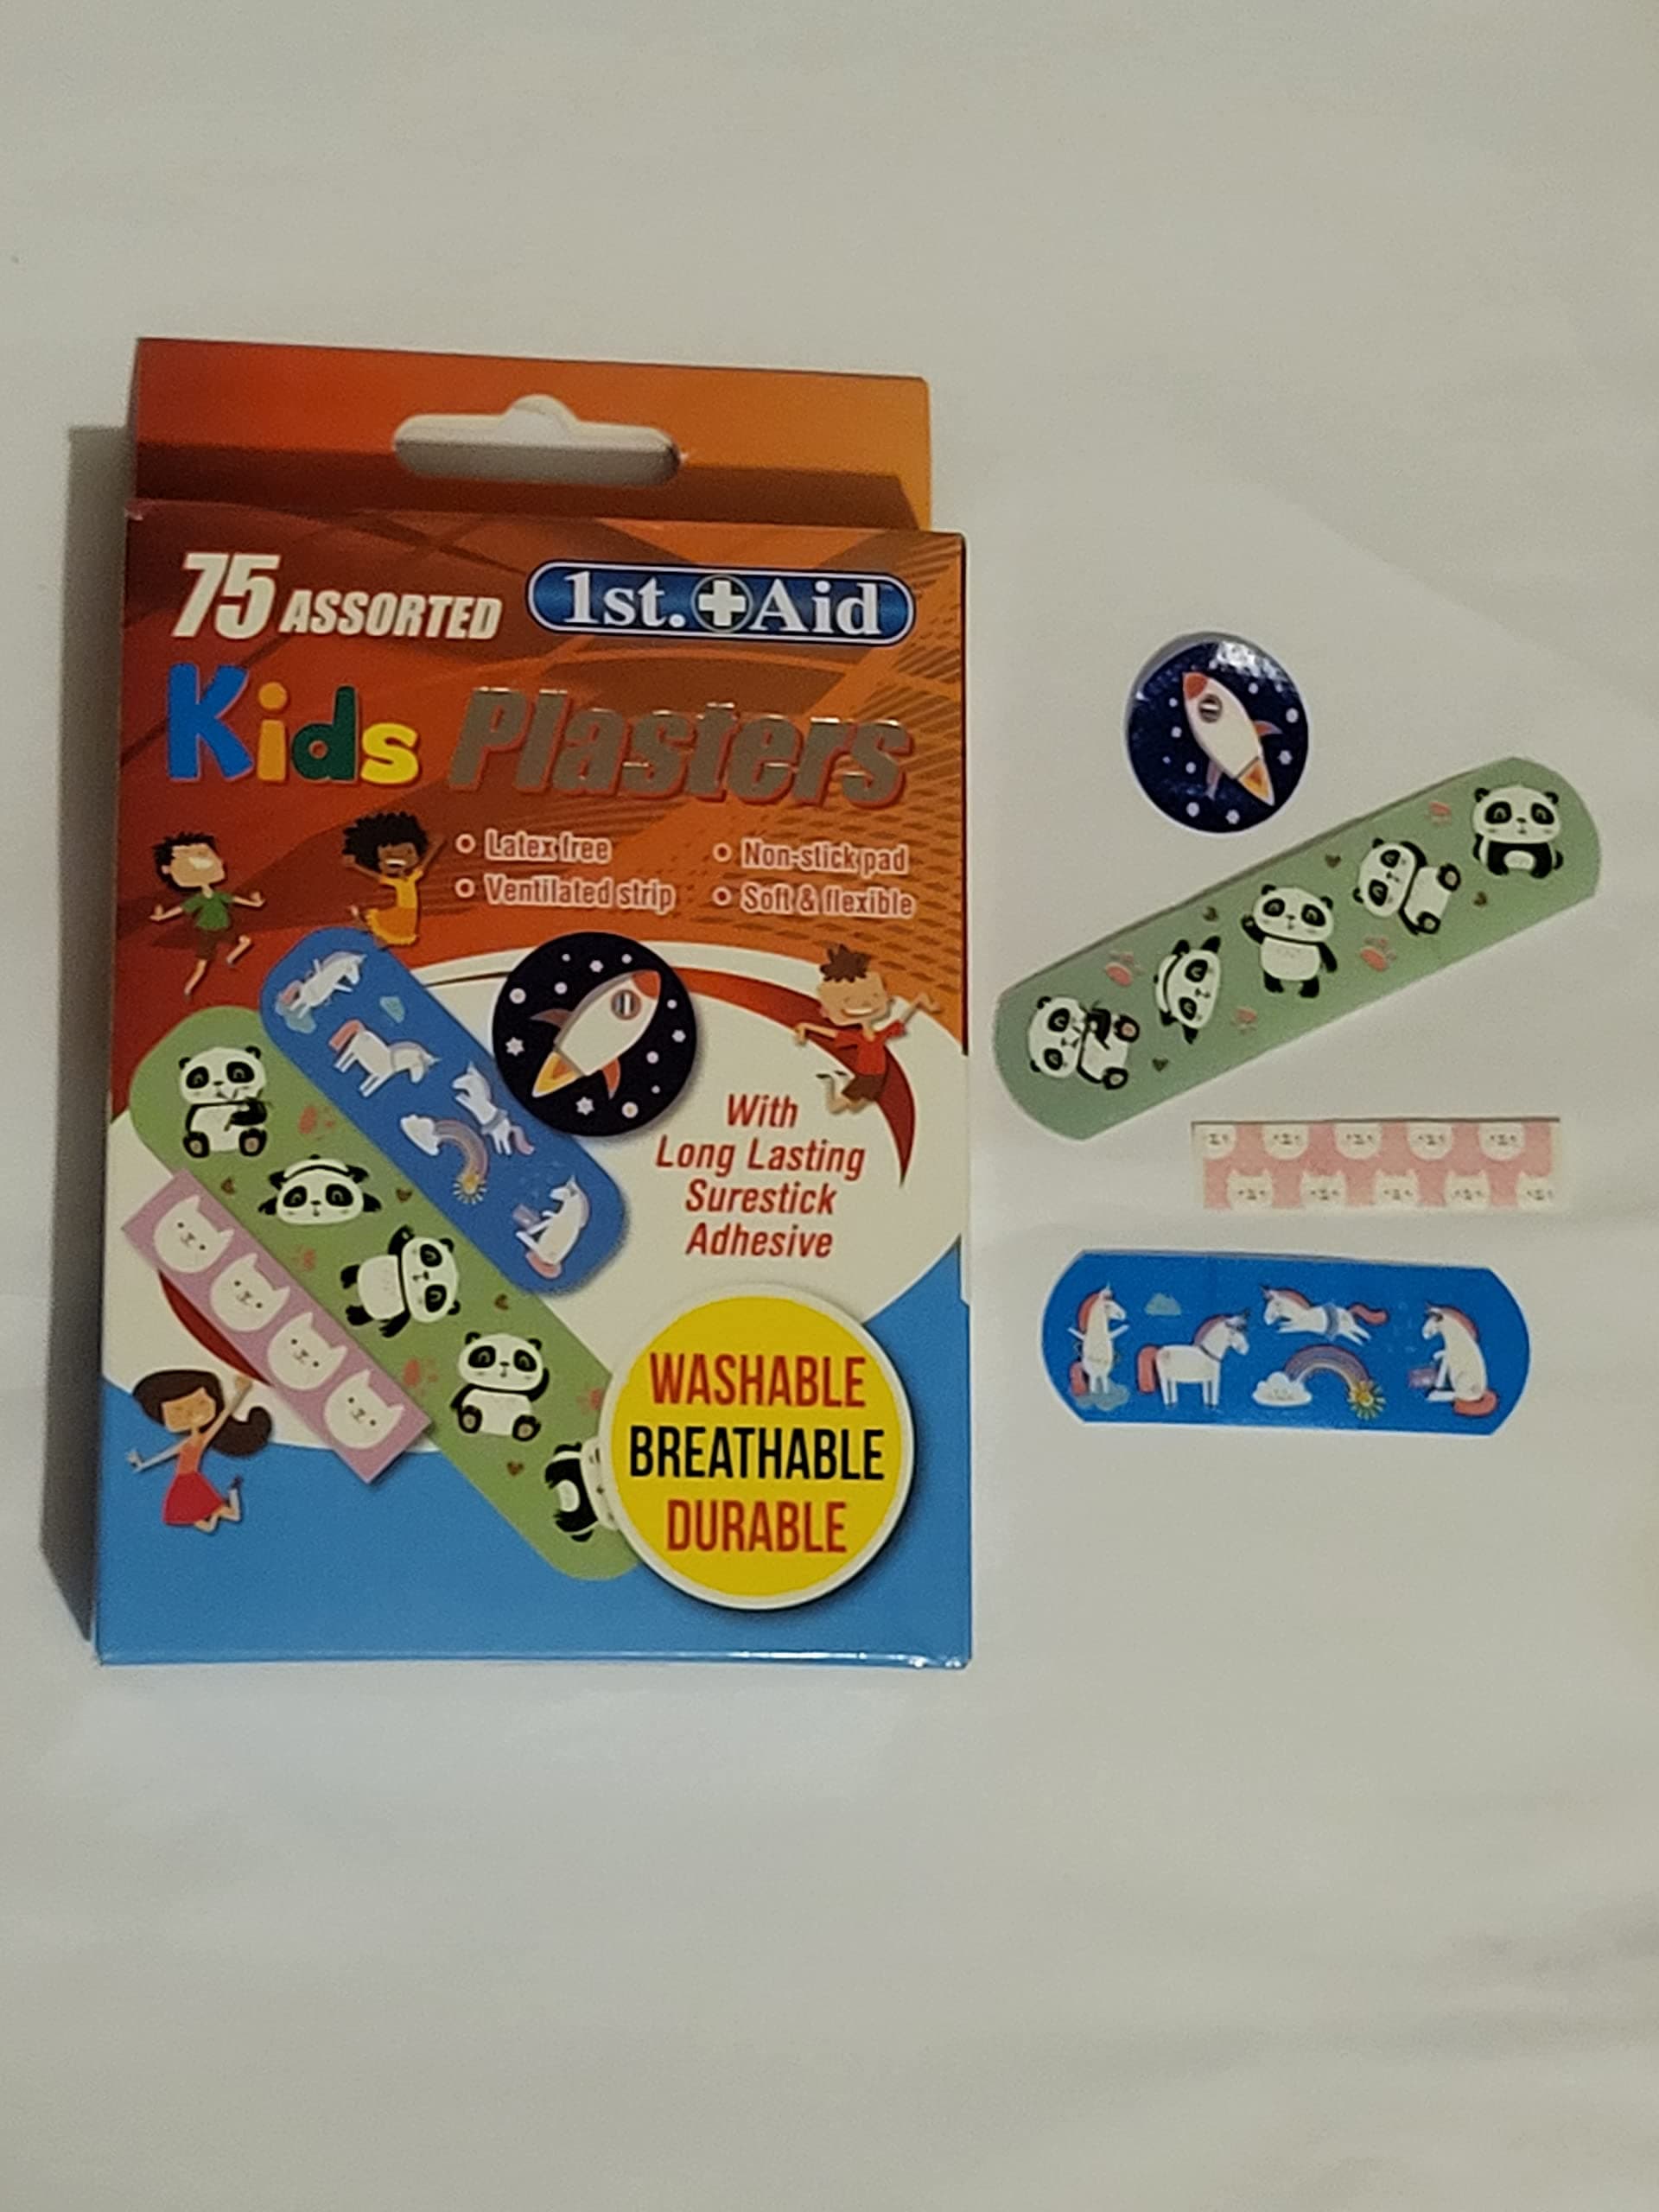 75 ASSORTED
1st. Aid
Kids Plasters
• Latex free
• Ventilated strip
• Non-stick pad
• Soft & flexible
With
Long Lasting
Surestick
Adhesive
WASHABLE
BREATHABLE
DURABLE